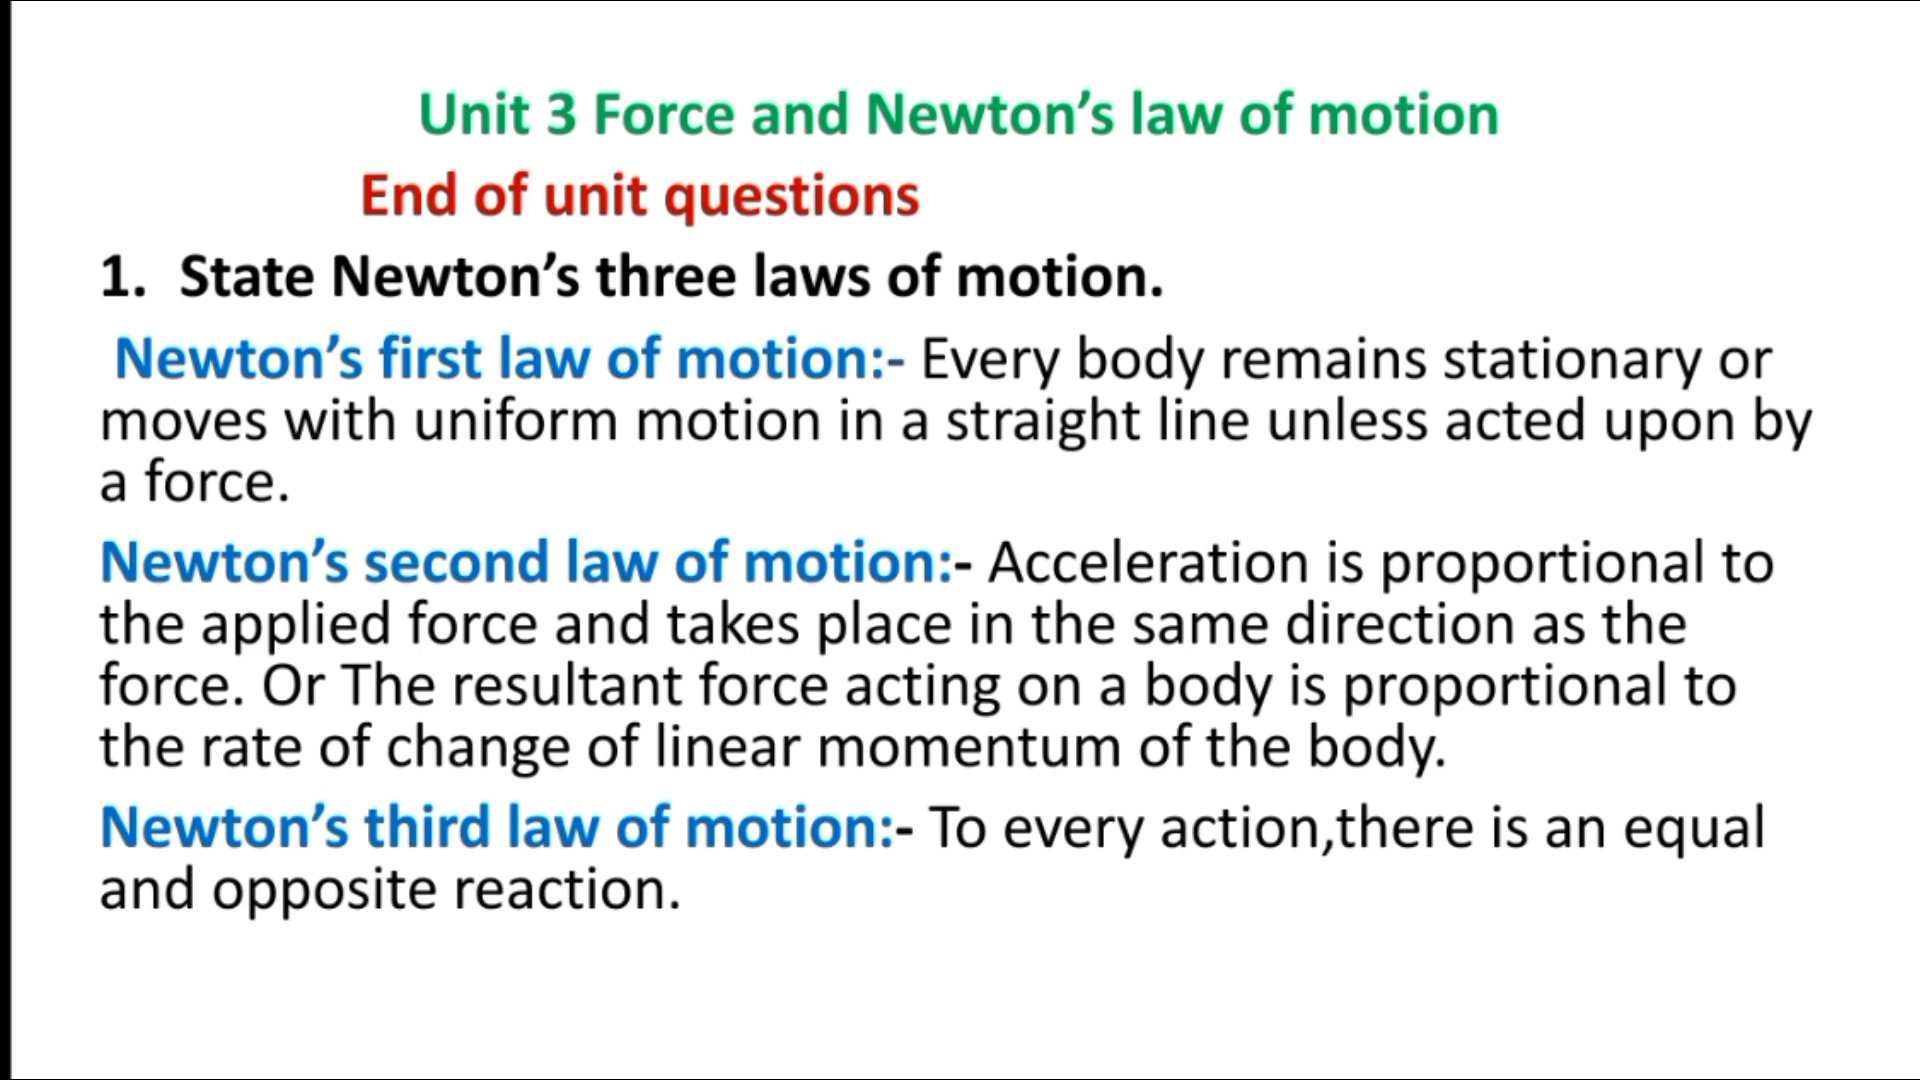 Unit 3 Force and Newton’s law of motion
End of unit questions
1. State Newton’s three laws of motion.
Newton’s first law of motion:- Every body remains stationary or
moves with uniform motion in a straight line unless acted upon by
a force.
Newton’s second law of motion:- Acceleration is proportional to
the applied force and takes place in the same direction as the
force. Or The resultant force acting on a body is proportional to
the rate of change of linear momentum of the body.
Newton’s third law of motion:- To every action,there is an equal
and opposite reaction.